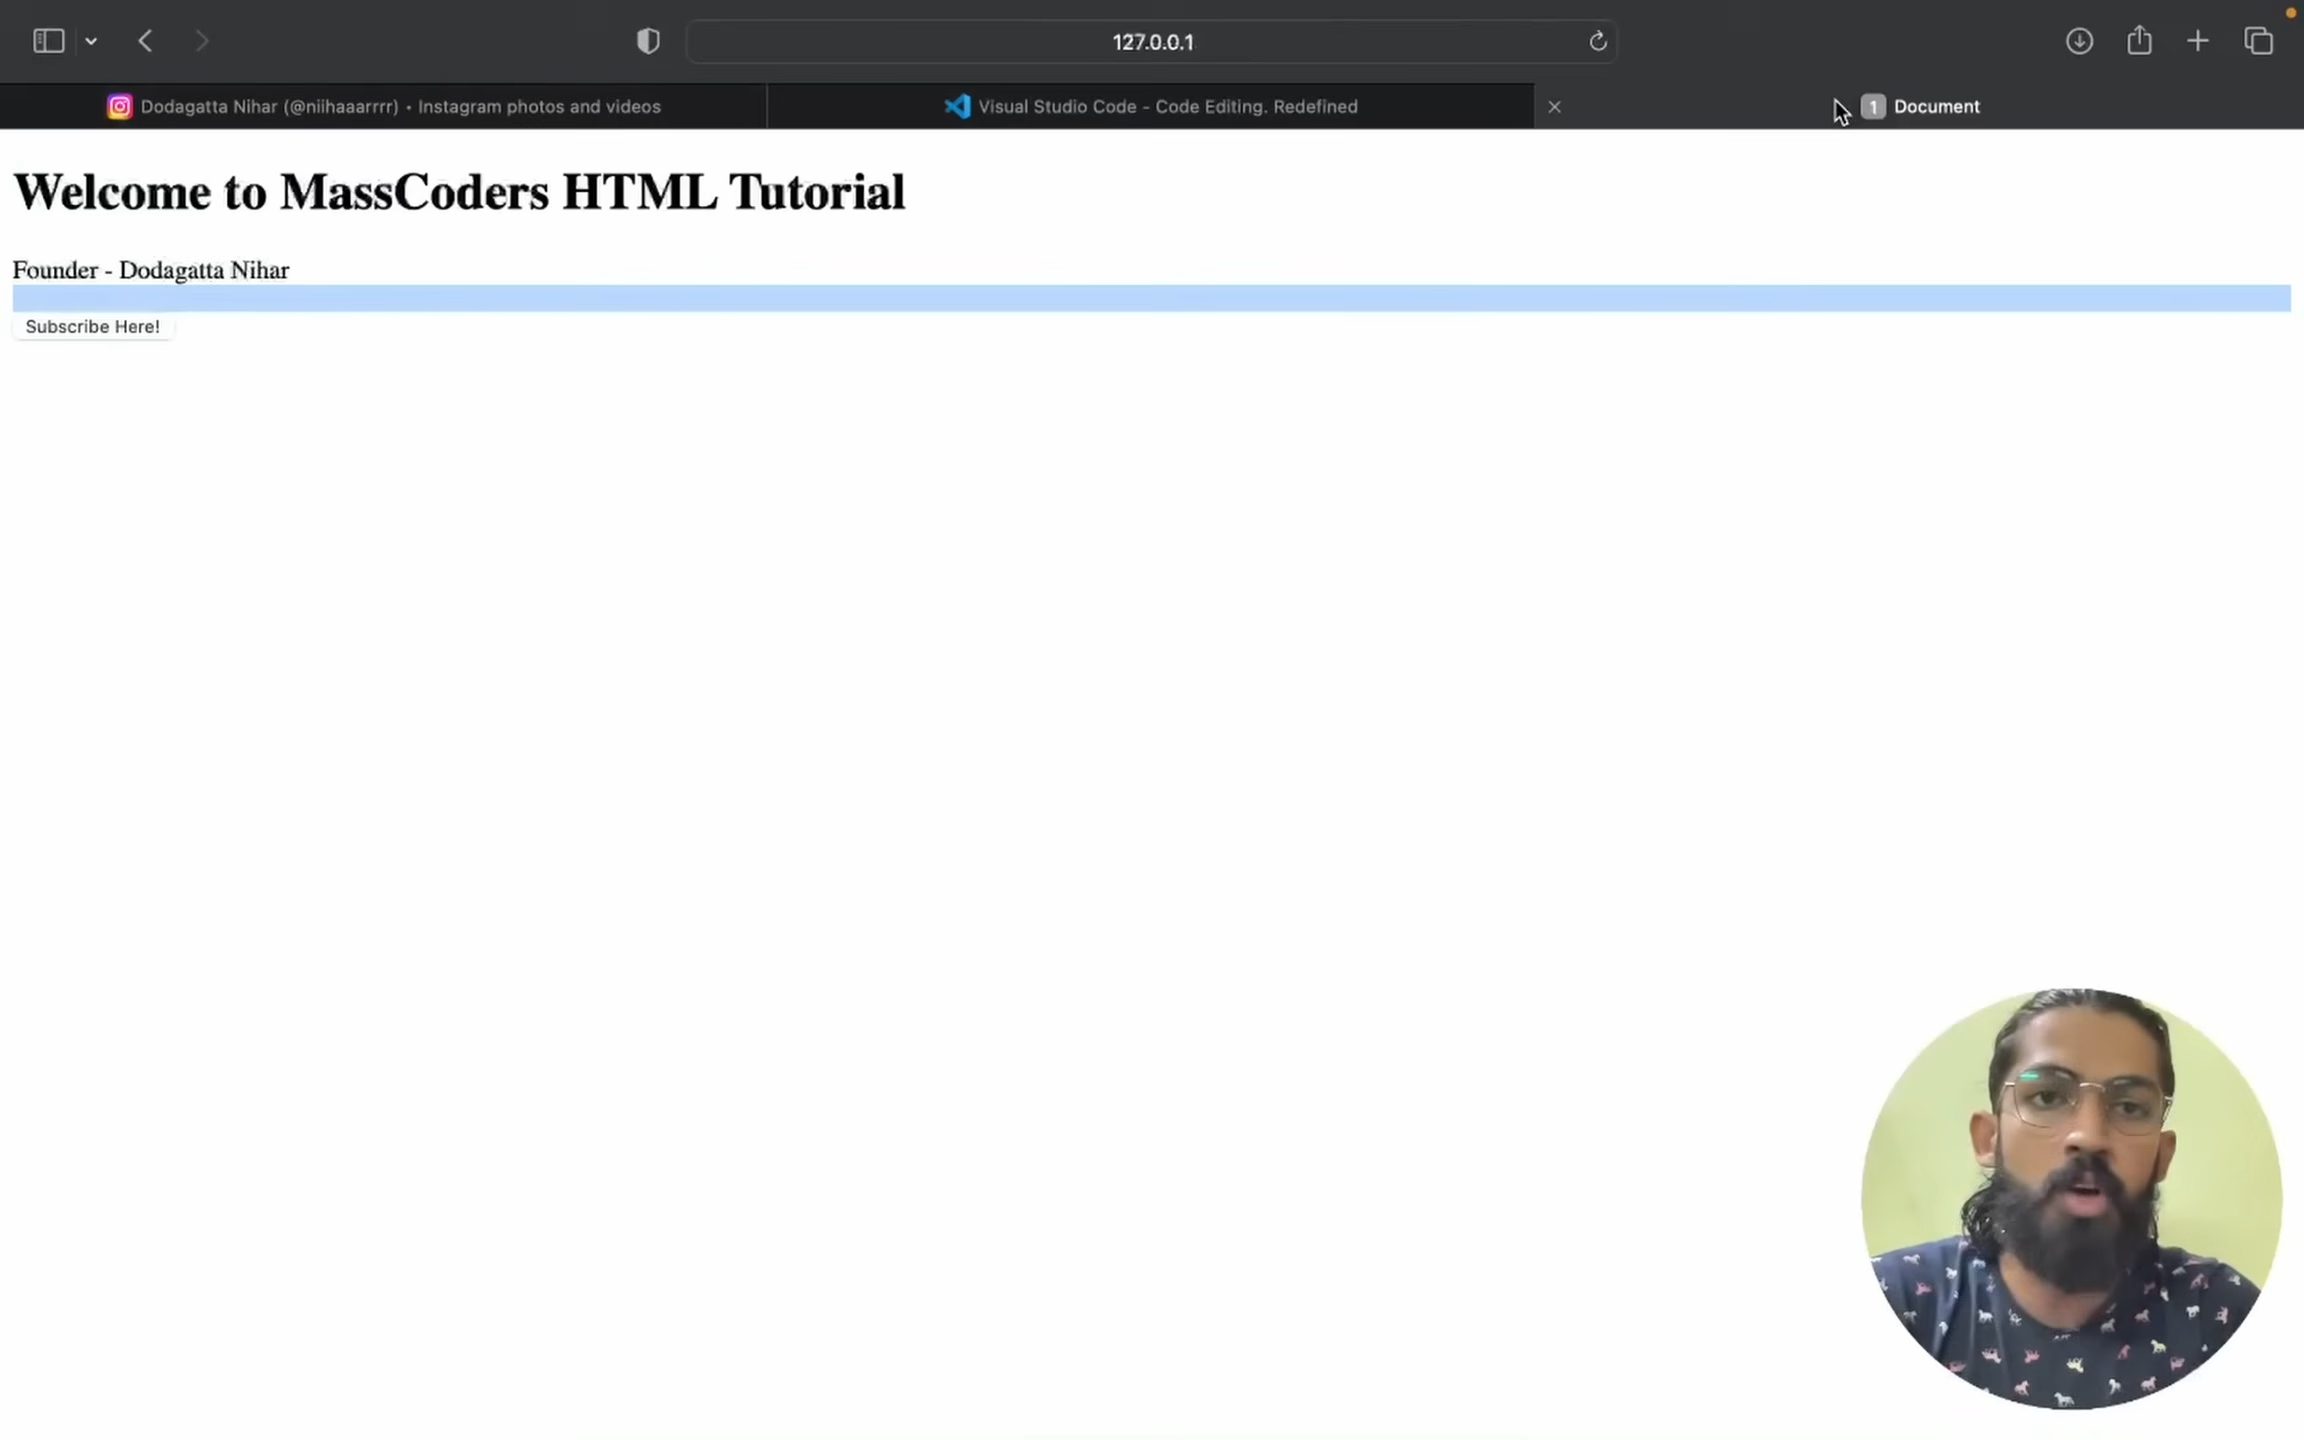 127.0.0.1
Dodagatta Nihar (@niihaaarrrr) • Instagram photos and videos
Visual Studio Code - Code Editing. Redefined
1 Document
Welcome to MassCoders HTML Tutorial
Founder - Dodagatta Nihar
Subscribe Here!